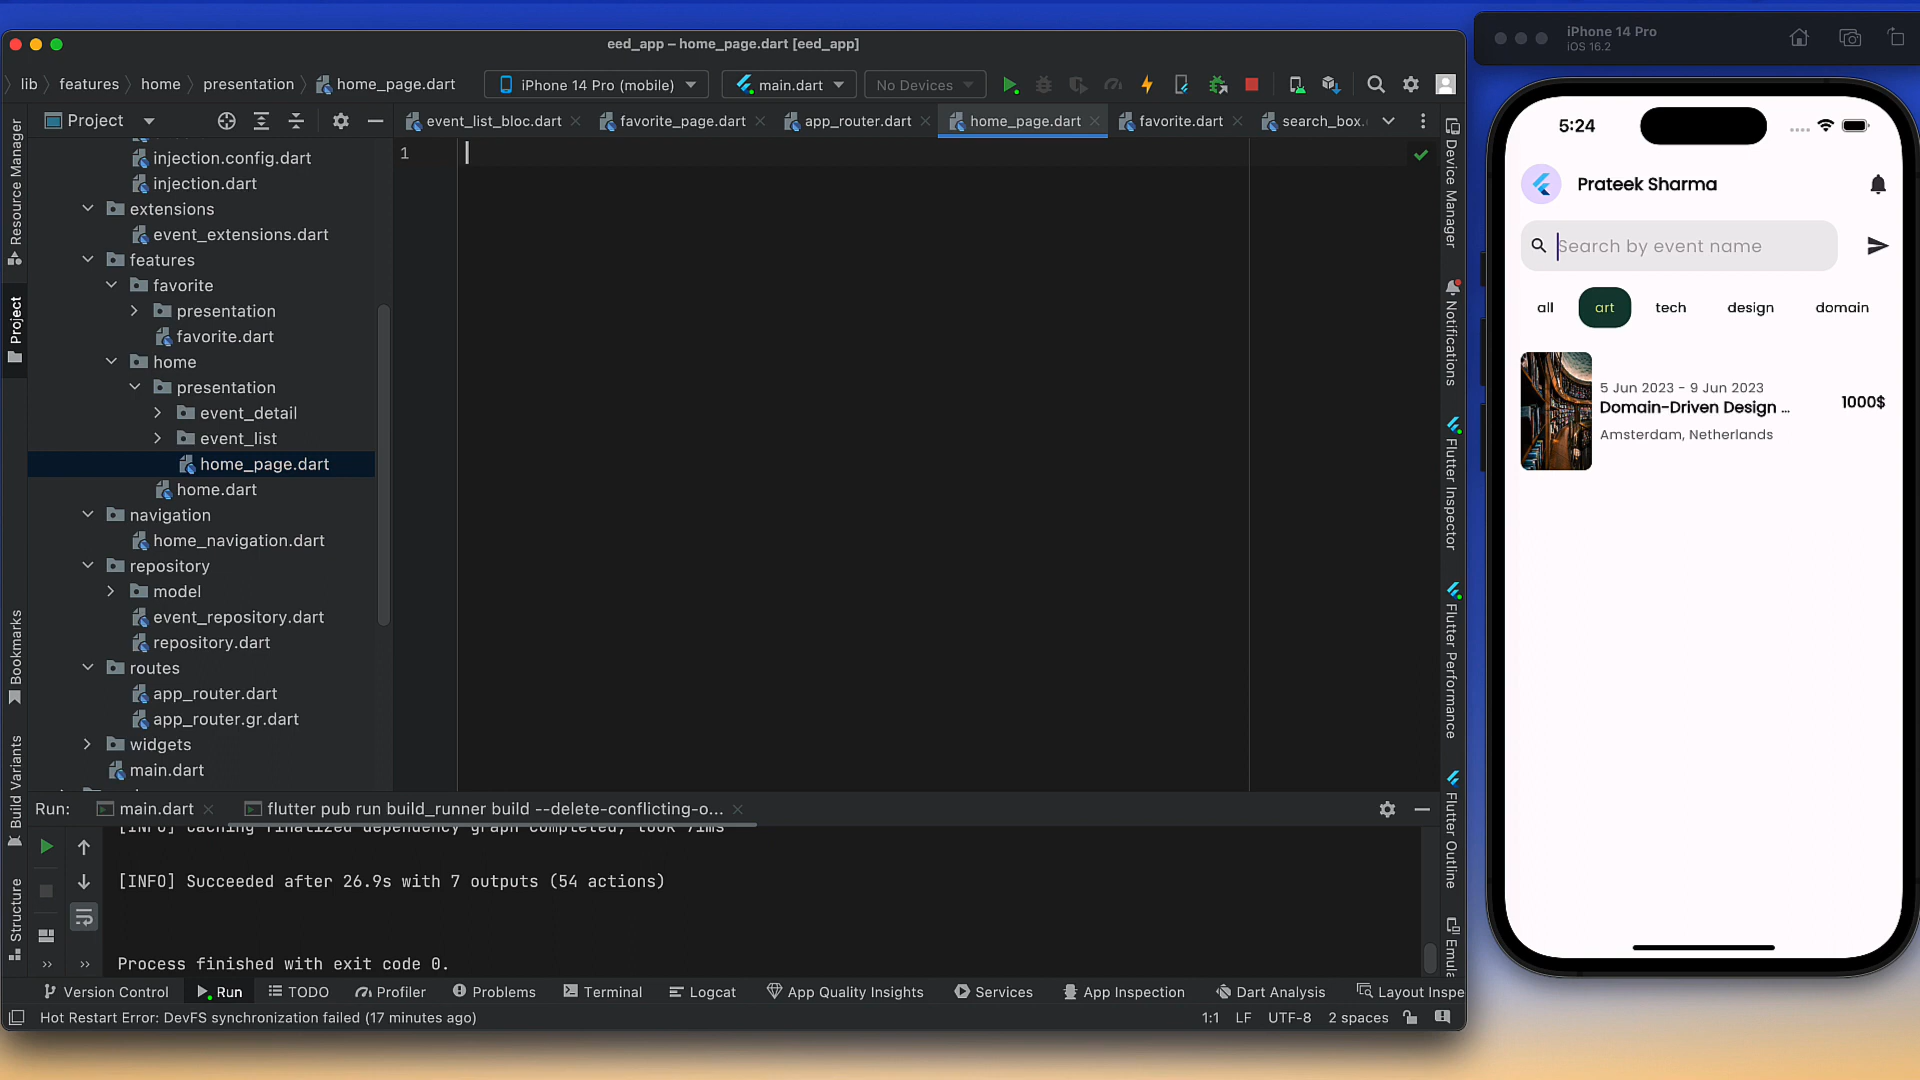 eed_app – home_page.dart [eed_app]
lib
features
home
presentation
home_page.dart
iPhone 14 Pro (mobile)
main.dart
No Devices
Project
event_list_bloc.dart
favorite_page.dart
app_router.dart
home_page.dart
favorite.dart
search_box.
Resource Manager
Project
Bookmarks
Build Variants
Structure
injection.config.dart
injection.dart
extensions
event_extensions.dart
features
favorite
presentation
favorite.dart
home
presentation
event_detail
event_list
home_page.dart
home.dart
navigation
home_navigation.dart
repository
model
event_repository.dart
repository.dart
routes
app_router.dart
app_router.gr.dart
widgets
main.dart
1
Device Manager
Notifications
Flutter Inspector
Flutter Performance
Flutter Outline
Emula
Run:
main.dart
flutter pub run build_runner build --delete-conflicting-o...
[INFO] Caching finalized dependency graph completed, took 71ms
[INFO] Succeeded after 26.9s with 7 outputs (54 actions)
Process finished with exit code 0.
Version Control
Run
TODO
Profiler
Problems
Terminal
Logcat
App Quality Insights
Services
App Inspection
Dart Analysis
Layout Inspe
Hot Restart Error: DevFS synchronization failed (17 minutes ago)
1:1
LF
UTF-8
2 spaces
iPhone 14 Pro
iOS 16.2
5:24
Prateek Sharma
Search by event name
all
art
tech
design
domain
5 Jun 2023 - 9 Jun 2023
Domain-Driven Design ...
1000$
Amsterdam, Netherlands